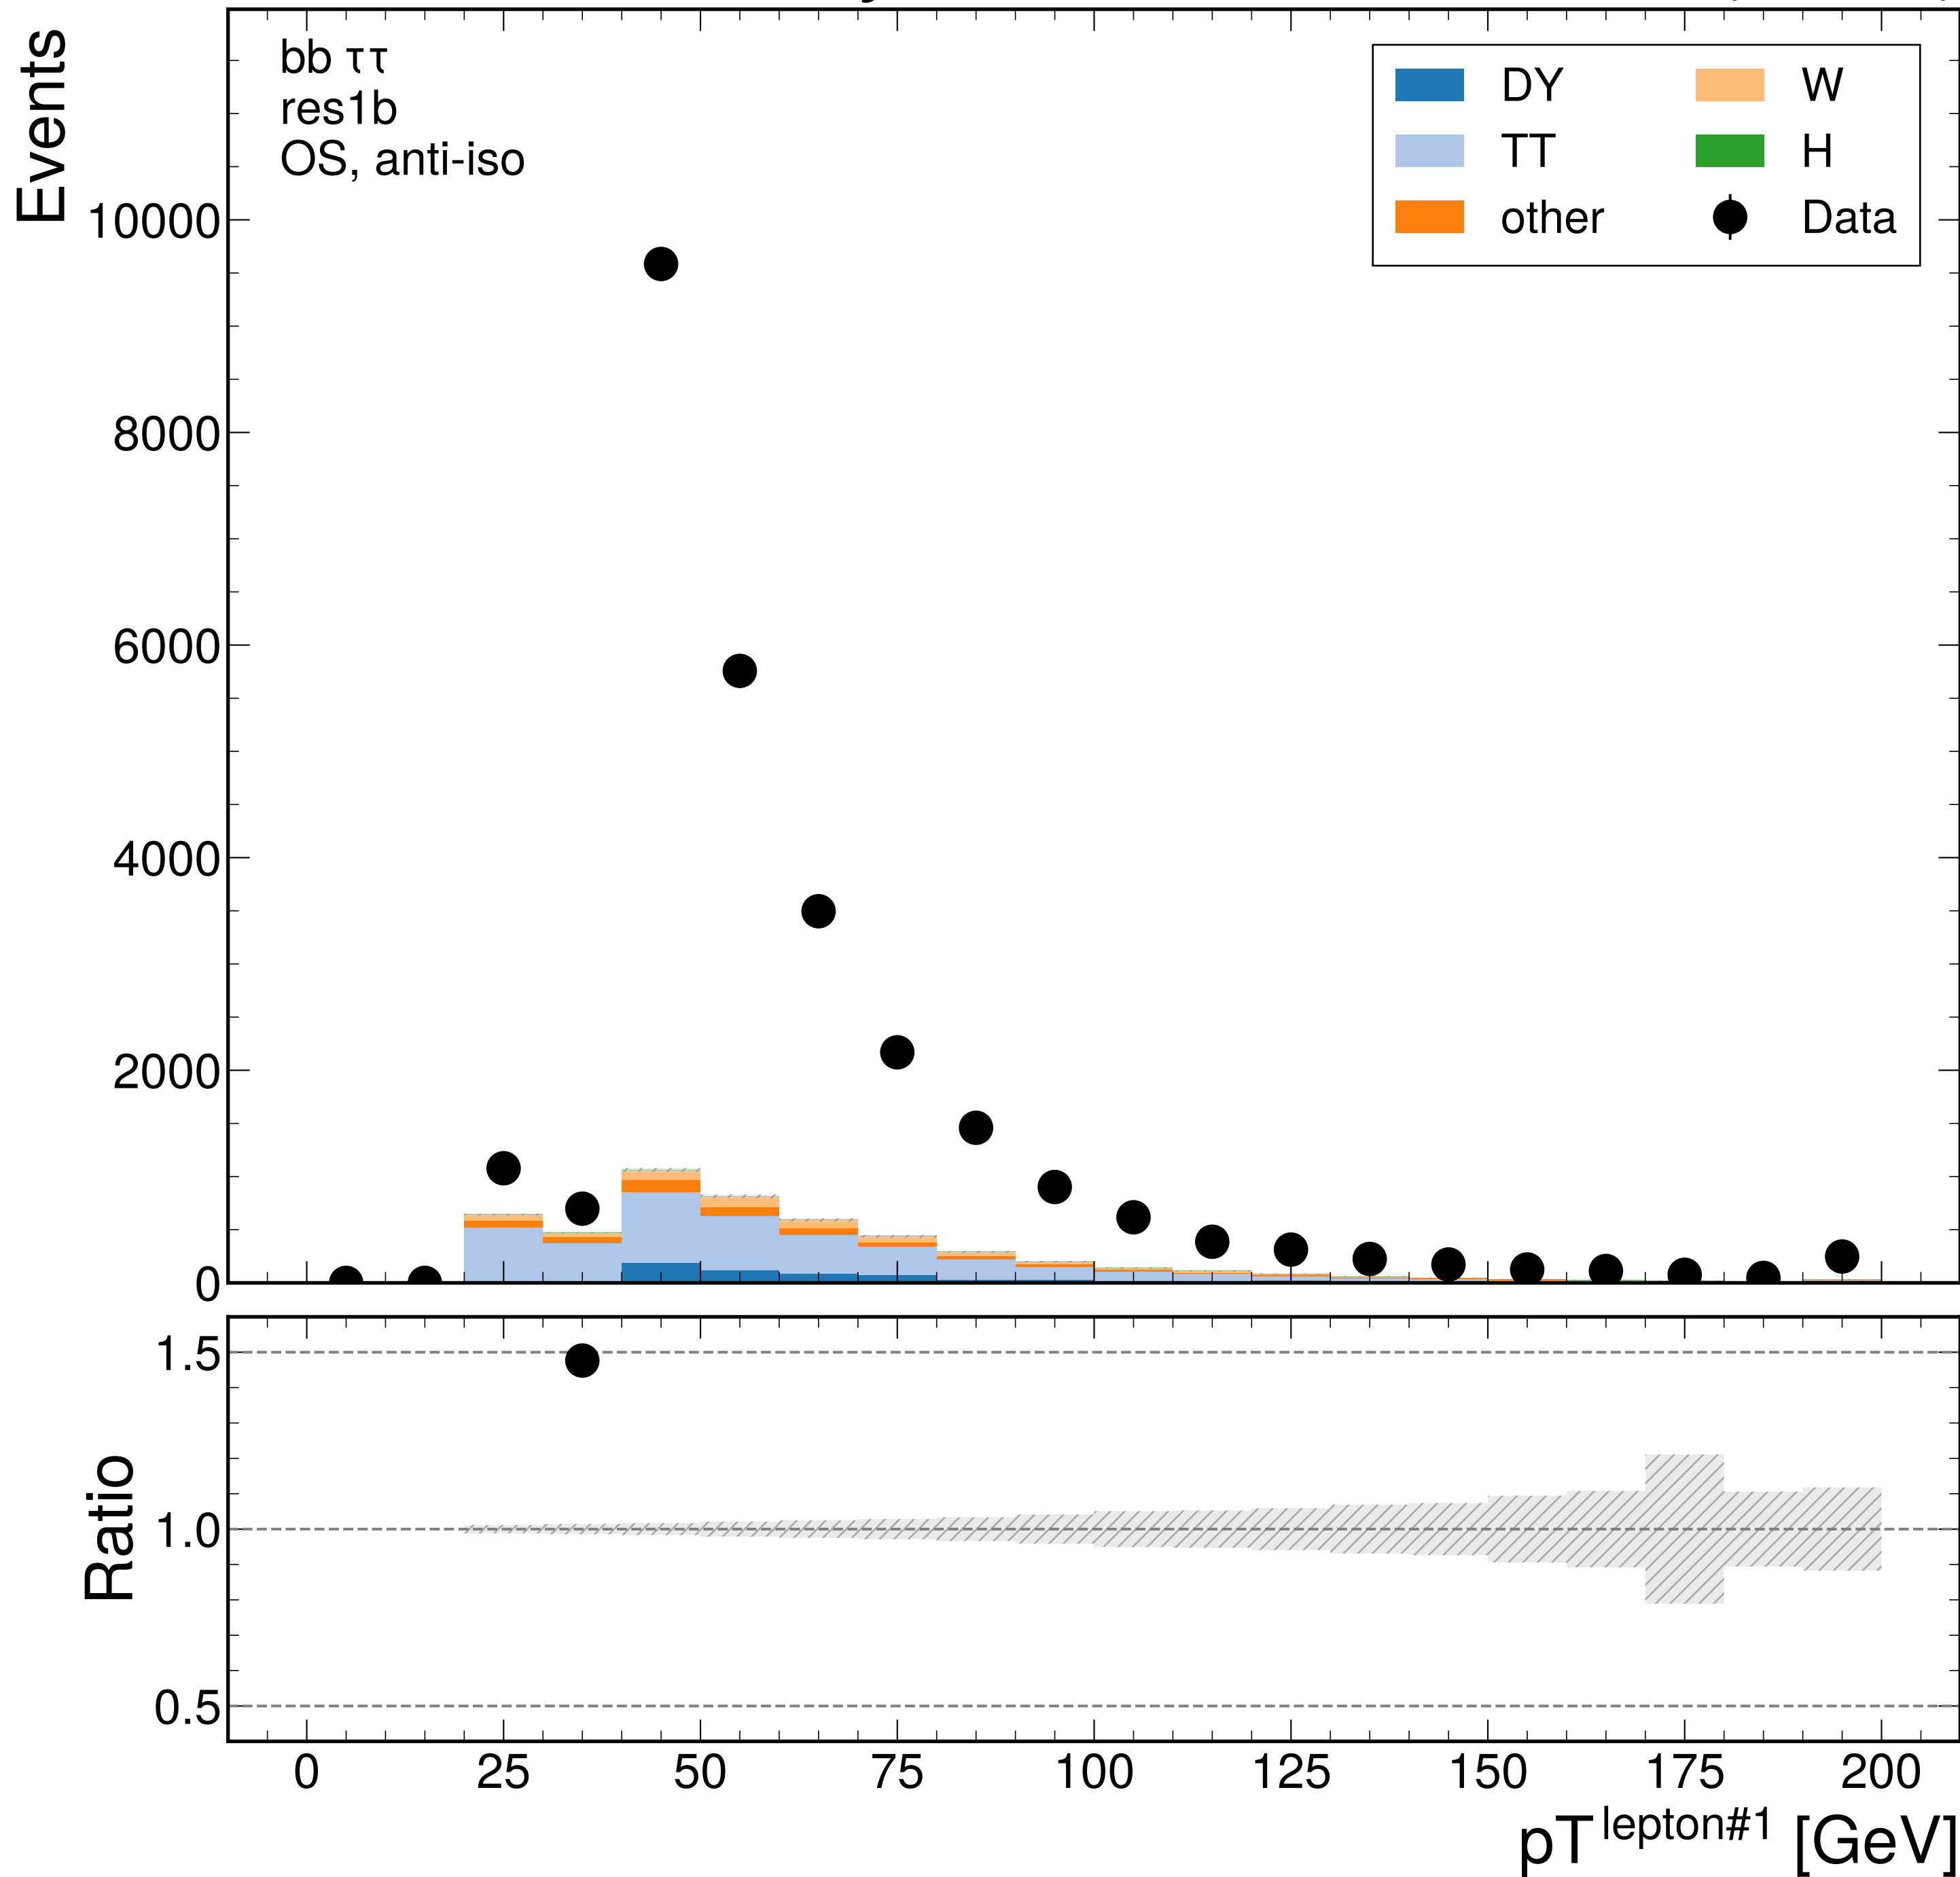 Events
bb ττ
res1b
OS, anti-iso
DY
TT
other
W
H
Data
10000
8000
6000
4000
2000
0
Ratio
1.5
1.0
0.5
0 25 50 75 100 125 150 175 200
pT lepton#1 [GeV]